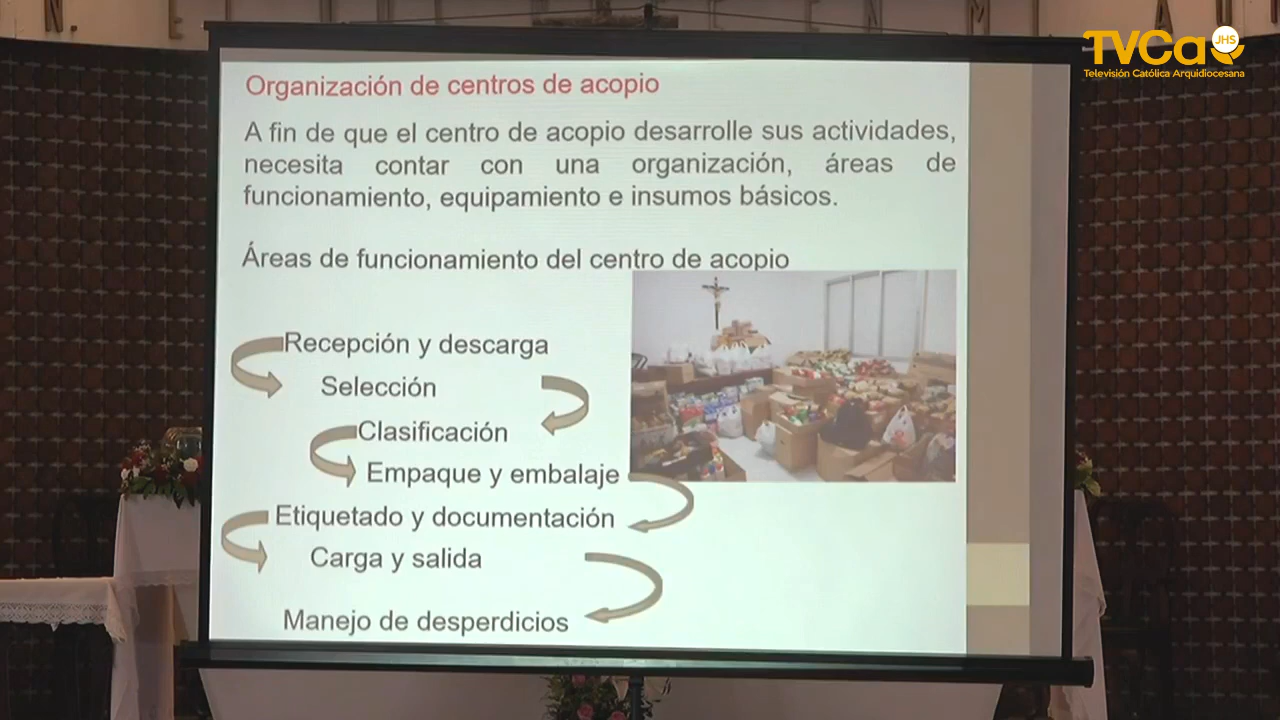 TVCa
JHS
Televisión Católica Arquidiocesana
Organización de centros de acopio
A fin de que el centro de acopio desarrolle sus actividades,
necesita contar con una organización, áreas de
funcionamiento, equipamiento e insumos básicos.
Áreas de funcionamiento del centro de acopio
Recepción y descarga
Selección
Clasificación
Empaque y embalaje
Etiquetado y documentación
Carga y salida
Manejo de desperdicios